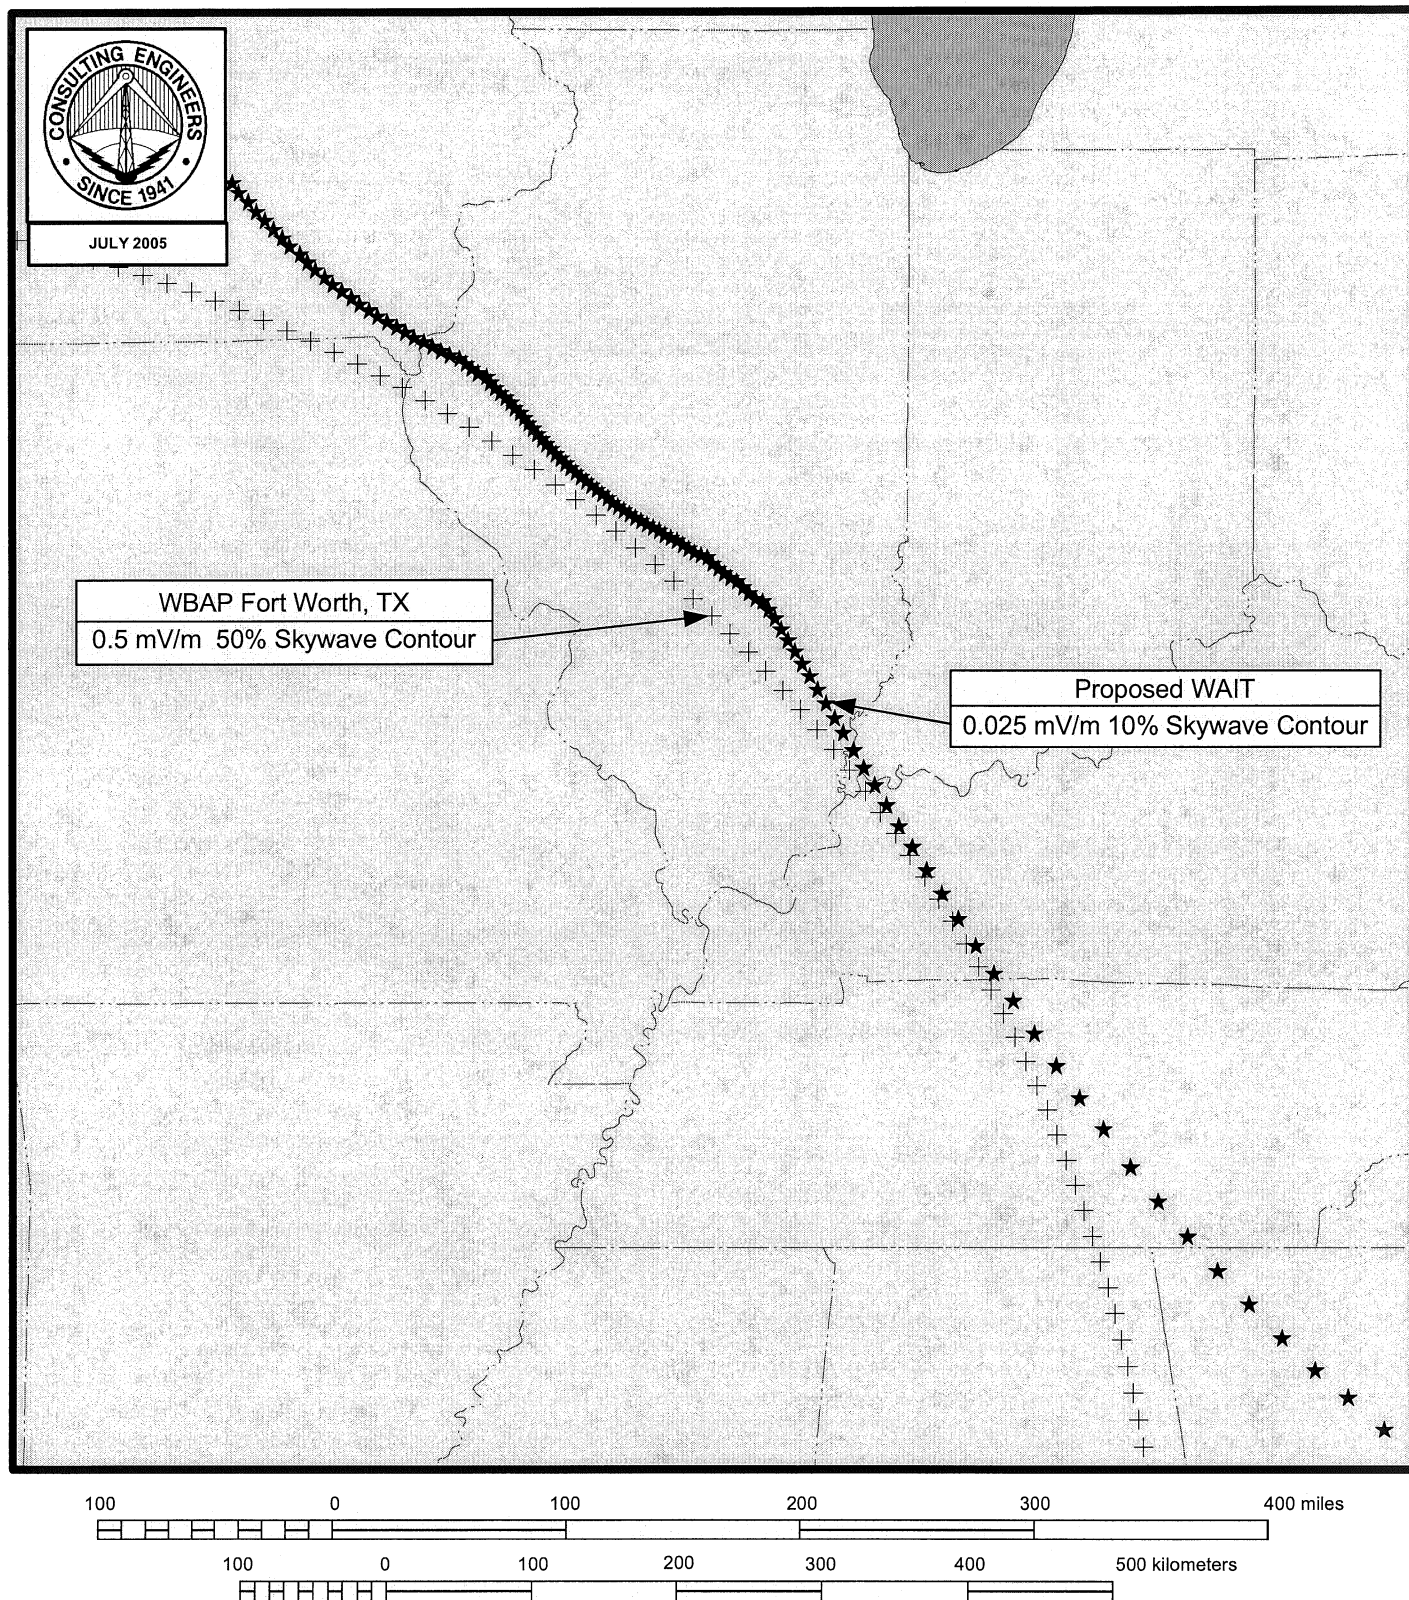 CONSULTING ENGINEERS
• SINCE 1941 •
JULY 2005
WBAP Fort Worth, TX
0.5 mV/m 50% Skywave Contour
Proposed WAIT
0.025 mV/m 10% Skywave Contour
100 0 100 200 300 400 miles
100 0 100 200 300 400 500 kilometers